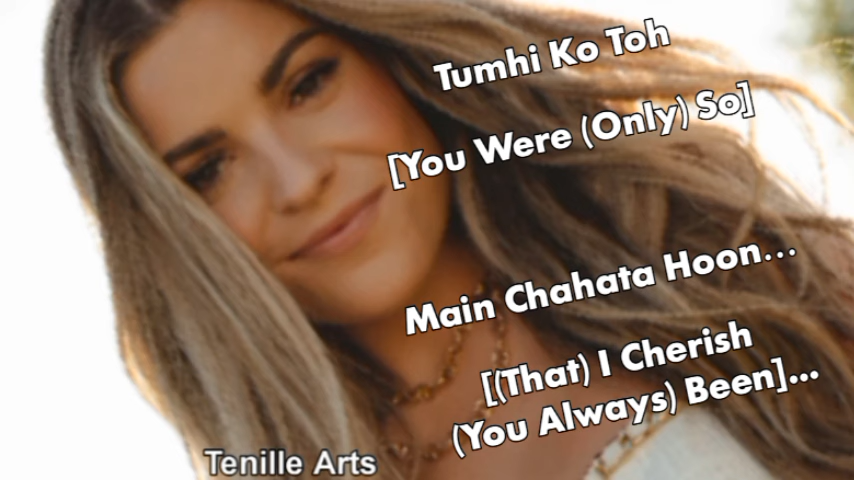 Tumhi Ko Toh
[You Were (Only) So]
Main Chahata Hoon...
[(That) I Cherish
(You Always) Been]...
Tenille Arts